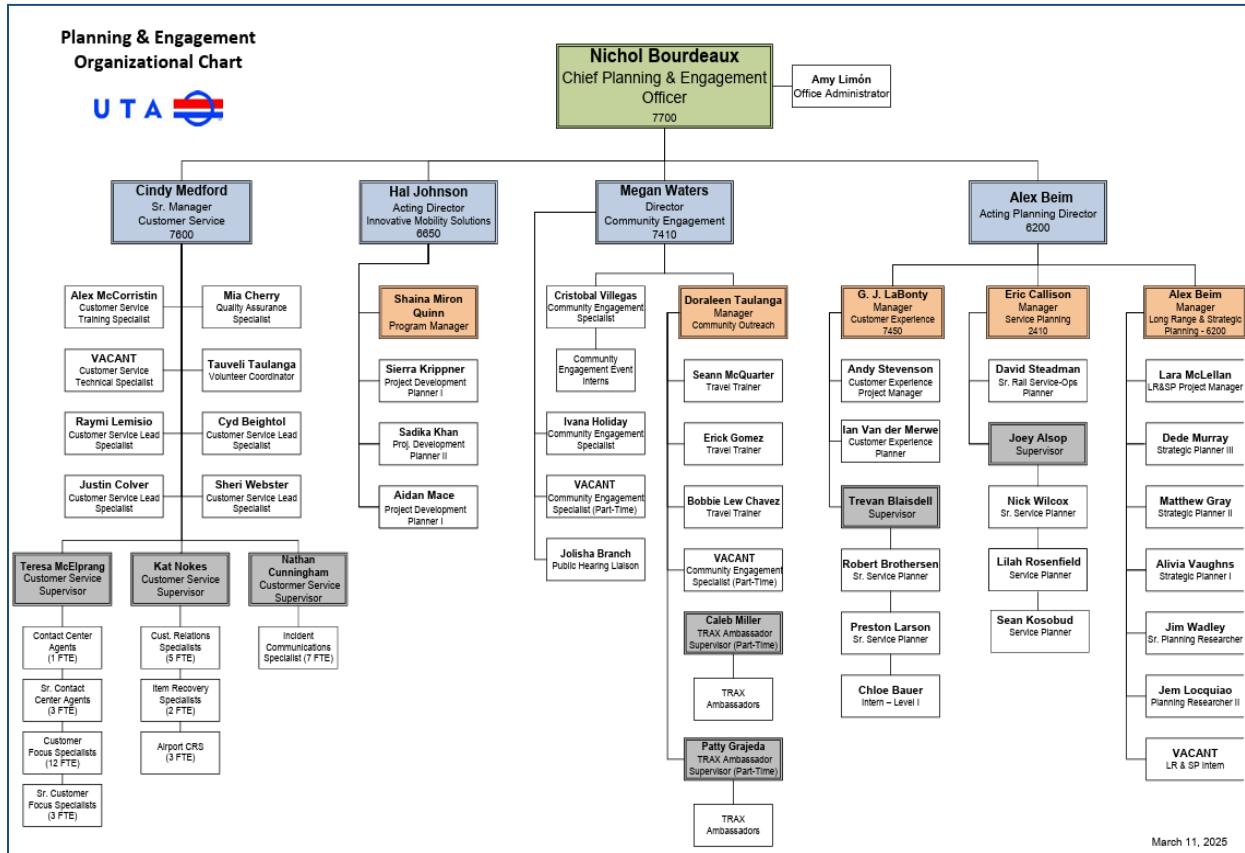 Planning & Engagement
Organizational Chart
UTA
Nichol Bourdeaux
Chief Planning & Engagement
Officer
7700
Amy Limón
Office Administrator
Cindy Medford
Sr. Manager
Customer Service
7600
Alex McCorristin
Customer Service
Training Specialist
Mia Cherry
Quality Assurance
Specialist
VACANT
Customer Service
Technical Specialist
Tauveli Taulanga
Volunteer Coordinator
Raymi Lemisio
Customer Service Lead
Specialist
Cyd Beightol
Customer Service Lead
Specialist
Justin Colver
Customer Service Lead
Specialist
Sheri Webster
Customer Service Lead
Specialist
Teresa McElprang
Customer Service
Supervisor
Contact Center
Agents
(1 FTE)
Sr. Contact
Center Agents
(3 FTE)
Customer
Focus Specialists
(12 FTE)
Sr. Customer
Focus Specialists
(3 FTE)
Kat Nokes
Customer Service
Supervisor
Cust. Relations
Specialists
(5 FTE)
Item Recovery
Specialists
(2 FTE)
Airport CRS
(3 FTE)
Nathan
Cunningham
Custormer Service
Supervisor
Incident
Communications
Specialist (7 FTE)
Hal Johnson
Acting Director
Innovative Mobility Solutions
6650
Shaina Miron
Quinn
Program Manager
Sierra Krippner
Project Development
Planner I
Sadika Khan
Proj. Development
Planner II
Aidan Mace
Project Development
Planner I
Megan Waters
Director
Community Engagement
7410
Cristobal Villegas
Community Engagement
Specialist
Community
Engagement Event
Interns
Ivana Holiday
Community Engagement
Specialist
VACANT
Community Engagement
Specialist (Part-Time)
Jolisha Branch
Public Hearing Liaison
Doraleen Taulanga
Manager
Community Outreach
Seann McQuarter
Travel Trainer
Erick Gomez
Travel Trainer
Bobbie Lew Chavez
Travel Trainer
VACANT
Community Engagement
Specialist (Part-Time)
Caleb Miller
TRAX Ambassador
Supervisor (Part-Time)
TRAX
Ambassadors
Patty Grajeda
TRAX Ambassador
Supervisor (Part-Time)
TRAX
Ambassadors
Alex Beim
Acting Planning Director
6200
G. J. LaBonty
Manager
Customer Experience
7450
Andy Stevenson
Customer Experience
Project Manager
Ian Van der Merwe
Customer Experience
Planner
Trevan Blaisdell
Supervisor
Robert Brothersen
Sr. Service Planner
Preston Larson
Sr. Service Planner
Chloe Bauer
Intern – Level I
Eric Callison
Manager
Service Planning
2410
David Steadman
Sr. Rail Service-Ops
Planner
Joey Alsop
Supervisor
Nick Wilcox
Sr. Service Planner
Lilah Rosenfield
Service Planner
Sean Kosobud
Service Planner
Alex Beim
Manager
Long Range & Strategic
Planning - 6200
Lara McLellan
LR&SP Project Manager
Dede Murray
Strategic Planner III
Matthew Gray
Strategic Planner II
Alivia Vaughns
Strategic Planner I
Jim Wadley
Sr. Planning Researcher
Jem Locquiao
Planning Researcher II
VACANT
LR & SP Intern
March 11, 2025